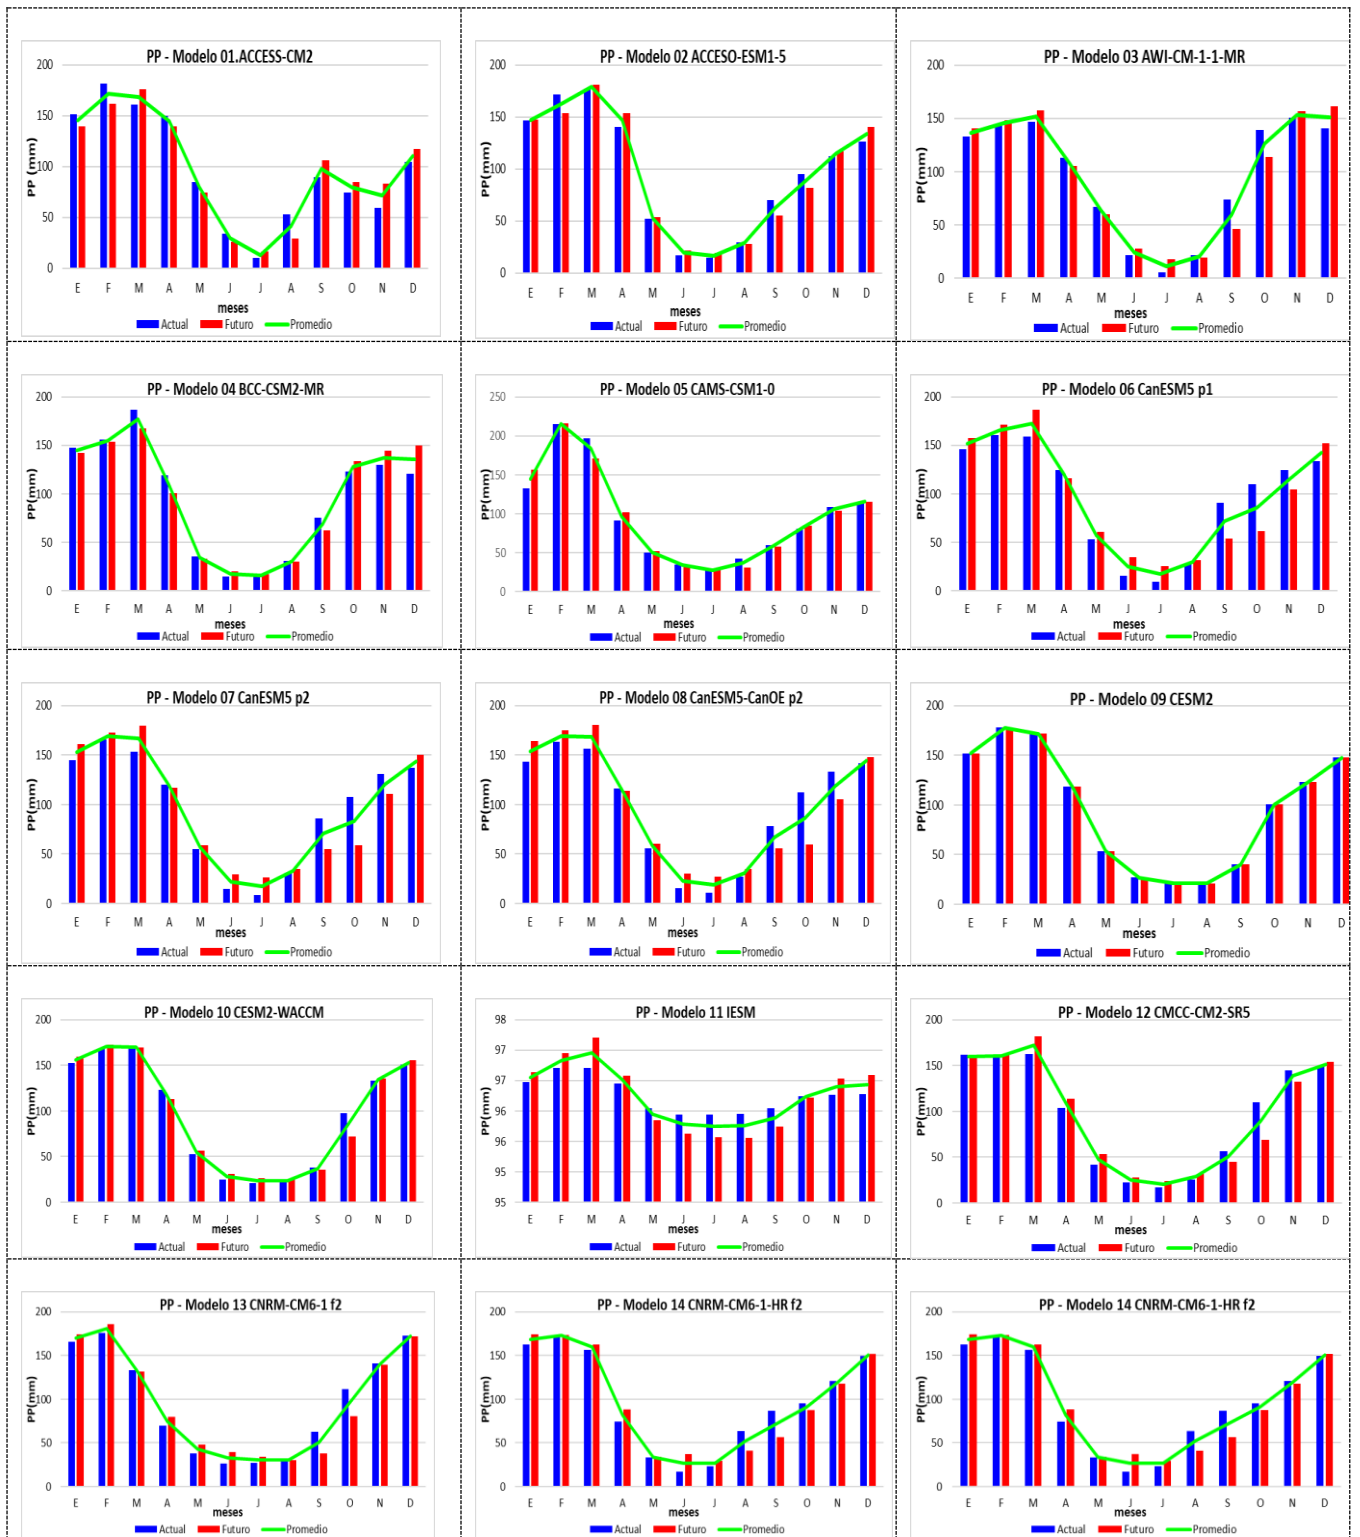 PP - Modelo 01.ACCESS-CM2
200
150
100
50
0
PP (mm)
E F M A M J J A S O N D
meses
Actual Futuro Promedio
PP - Modelo 02 ACCESO-ESM1-5
200
150
100
50
0
PP(mm)
E F M A M J J A S O N D
meses
Actual Futuro Promedio
PP - Modelo 03 AWI-CM-1-1-MR
200
150
100
50
0
PP(mm)
E F M A M J J A S O N D
meses
Actual Futuro Promedio
PP - Modelo 04 BCC-CSM2-MR
200
150
100
50
0
PP(mm)
E F M A M J J A S O N D
meses
Actual Futuro Promedio
PP - Modelo 05 CAMS-CSM1-0
250
200
150
100
50
0
PP(mm)
E F M A M J J A S O N D
meses
Actual Futuro Promedio
PP - Modelo 06 CanESM5 p1
200
150
100
50
0
PP(mm)
E F M A M J J A S O N D
meses
Actual Futuro Promedio
PP - Modelo 07 CanESM5 p2
200
150
100
50
0
PP(mm)
E F M A M J J A S O N D
meses
Actual Futuro Promedio
PP - Modelo 08 CanESM5-CanOE p2
200
150
100
50
0
PP(mm)
E F M A M J J A S O N D
meses
Actual Futuro Promedio
PP - Modelo 09 CESM2
200
150
100
50
0
PP(mm)
E F M A M J J A S O N D
meses
Actual Futuro Promedio
PP - Modelo 10 CESM2-WACCM
200
150
100
50
0
PP(mm)
E F M A M J J A S O N D
meses
Actual Futuro Promedio
PP - Modelo 11 IESM
98
97
97
96
96
95
95
PP(mm)
E F M A M J J A S O N D
meses
Actual Futuro Promedio
PP - Modelo 12 CMCC-CM2-SR5
200
150
100
50
0
PP(mm)
E F M A M J J A S O N D
meses
Actual Futuro Promedio
PP - Modelo 13 CNRM-CM6-1 f2
200
150
100
50
0
PP(mm)
E F M A M J J A S O N D
meses
Actual Futuro Promedio
PP - Modelo 14 CNRM-CM6-1-HR f2
200
150
100
50
0
PP(mm)
E F M A M J J A S O N D
meses
Actual Futuro Promedio
PP - Modelo 14 CNRM-CM6-1-HR f2
200
150
100
50
0
PP(mm)
E F M A M J J A S O N D
meses
Actual Futuro Promedio